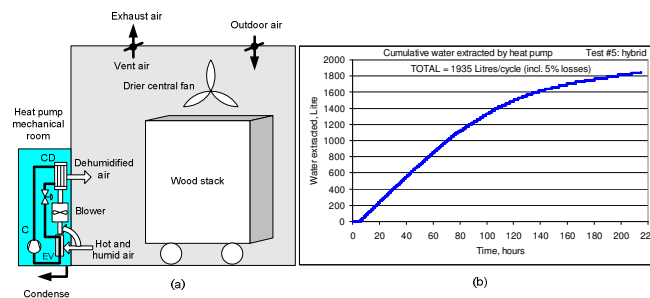 Exhaust air
Outdoor air
Vent air
Drier central fan
Heat pump
mechanical
room
CD
Dehumidified
air
Wood stack
Blower
C
Hot and
humid air
EV
Condense
(a)
Cumulative water extracted by heat pump
Test #5: hybrid
TOTAL = 1935 Litres/cycle (incl. 5% losses)
Water extracted, Litre
2000
1800
1600
1400
1200
1000
800
600
400
200
0
0 20 40 60 80 100 120 140 160 180 200 22
Time, hours
(b)